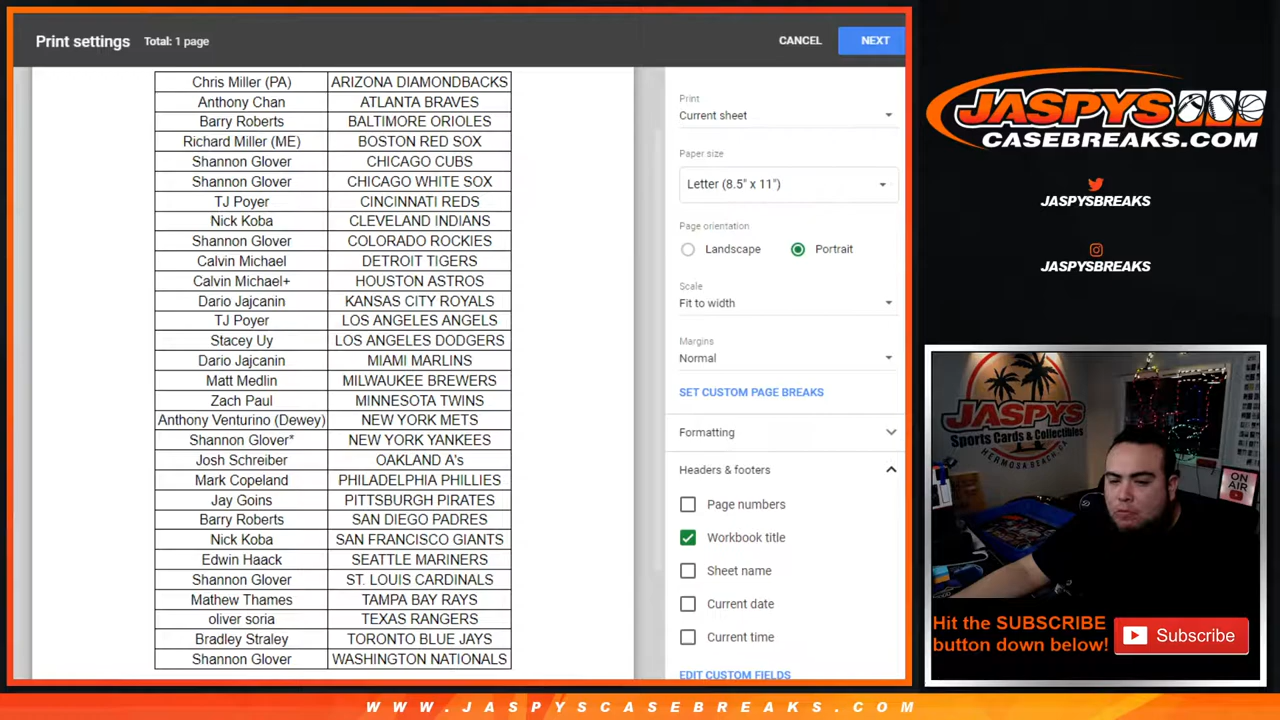 Print settings Total: 1 page CANCEL NEXT
Chris Miller (PA) ARIZONA DIAMONDBACKS
Anthony Chan ATLANTA BRAVES
Barry Roberts BALTIMORE ORIOLES
Richard Miller (ME) BOSTON RED SOX
Shannon Glover CHICAGO CUBS
Shannon Glover CHICAGO WHITE SOX
TJ Poyer CINCINNATI REDS
Nick Koba CLEVELAND INDIANS
Shannon Glover COLORADO ROCKIES
Calvin Michael DETROIT TIGERS
Calvin Michael+ HOUSTON ASTROS
Dario Jajcanin KANSAS CITY ROYALS
TJ Poyer LOS ANGELES ANGELS
Stacey Uy LOS ANGELES DODGERS
Dario Jajcanin MIAMI MARLINS
Matt Medlin MILWAUKEE BREWERS
Zach Paul MINNESOTA TWINS
Anthony Venturino (Dewey) NEW YORK METS
Shannon Glover* NEW YORK YANKEES
Josh Schreiber OAKLAND A's
Mark Copeland PHILADELPHIA PHILLIES
Jay Goins PITTSBURGH PIRATES
Barry Roberts SAN DIEGO PADRES
Nick Koba SAN FRANCISCO GIANTS
Edwin Haack SEATTLE MARINERS
Shannon Glover ST. LOUIS CARDINALS
Mathew Thames TAMPA BAY RAYS
oliver soria TEXAS RANGERS
Bradley Straley TORONTO BLUE JAYS
Shannon Glover WASHINGTON NATIONALS
Print
Current sheet
Paper size
Letter (8.5" x 11")
Page orientation
Landscape Portrait
Scale
Fit to width
Margins
Normal
SET CUSTOM PAGE BREAKS
Formatting
Headers & footers
Page numbers
Workbook title
Sheet name
Current date
Current time
EDIT CUSTOM FIELDS
JASPYS
CASEBREAKS.COM
JASPYSBREAKS
JASPYSBREAKS
JASPYS
Sports Cards & Collectibles
HERMOSA BEACH, CA
ON
AIR
Hit the SUBSCRIBE
button down below!
Subscribe
WWW.JASPYSCASEBREAKS.COM